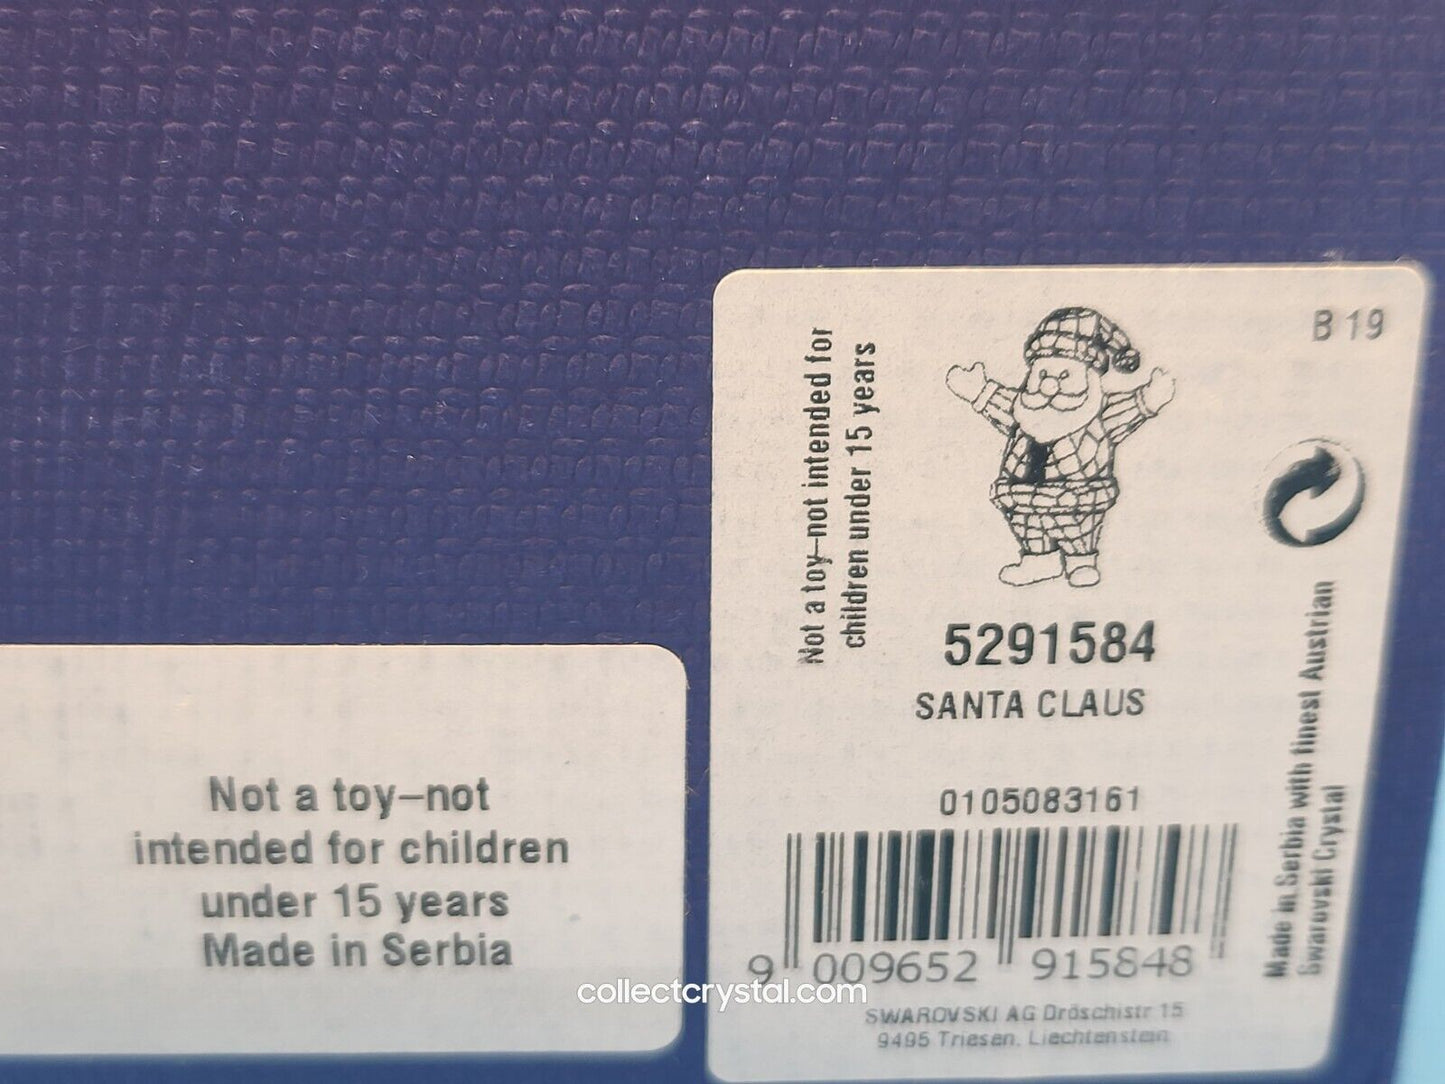 Not a toy–not
intended for children
under 15 years
Made in Serbia
Not a toy–not intended for
children under 15 years
B 19
5291584
SANTA CLAUS
0105083161
9 009652 915848
SWAROVSKI AG Dröschistr 15
9495 Triesen. Liechtenstein
Made in Serbia with finest Austrian
Swarovski Crystal
collectcrystal.com